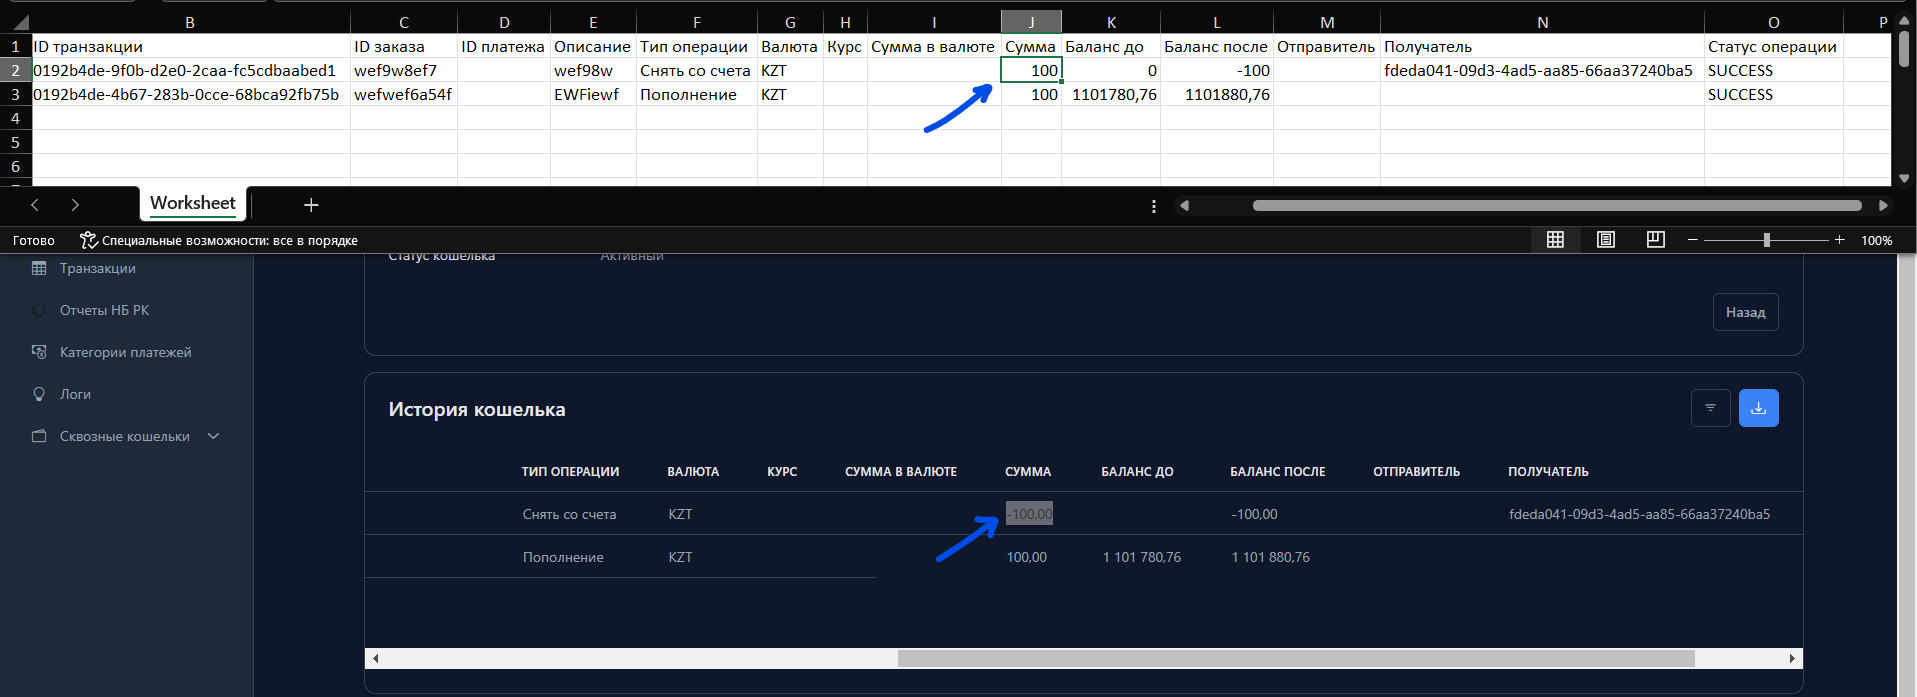 B C D E F G H I J K L M N O P
1 ID транзакции ID заказа ID платежа Описание Тип операции Валюта Курс Сумма в валюте Сумма Баланс до Баланс после Отправитель Получатель Статус операции
2 0192b4de-9f0b-d2e0-2caa-fc5cdbaabed1 wef9w8ef7 wef98w Снять со счета KZT 100 0 -100 fdeda041-09d3-4ad5-aa85-66aa37240ba5 SUCCESS
3 0192b4de-4b67-283b-0cce-68bca92fb75b wefwef6a54f EWFiewf Пополнение KZT 100 1101780,76 1101880,76 SUCCESS
4
5
6
Worksheet
Готово Специальные возможности: все в порядке 100%
Статус кошелька Активный
Транзакции
Отчеты НБ РК
Назад
Категории платежей
Логи
История кошелька
Сквозные кошельки
ТИП ОПЕРАЦИИ ВАЛЮТА КУРС СУММА В ВАЛЮТЕ СУММА БАЛАНС ДО БАЛАНС ПОСЛЕ ОТПРАВИТЕЛЬ ПОЛУЧАТЕЛЬ
Снять со счета KZT -100,00 -100,00 fdeda041-09d3-4ad5-aa85-66aa37240ba5
Пополнение KZT 100,00 1 101 780,76 1 101 880,76